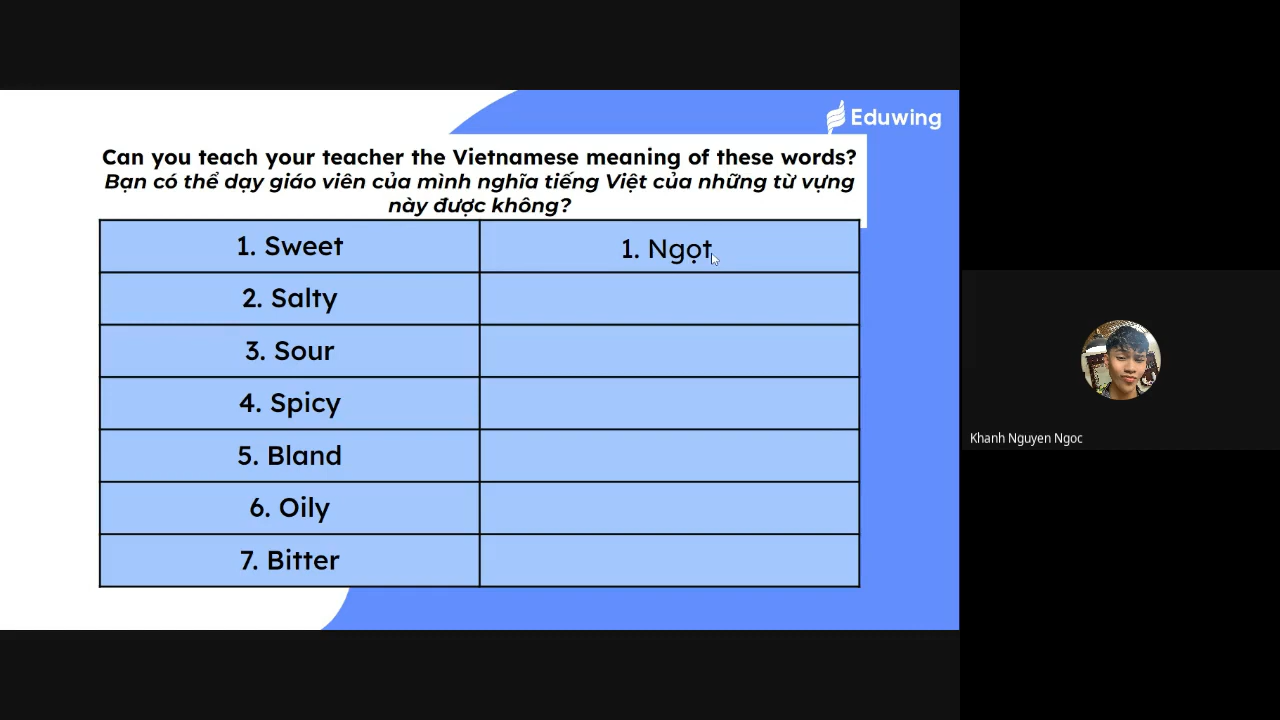 Eduwing
Can you teach your teacher the Vietnamese meaning of these words?
Bạn có thể dạy giáo viên của mình nghĩa tiếng Việt của những từ vựng
này được không?
1. Sweet
1. Ngọt
2. Salty
3. Sour
4. Spicy
5. Bland
6. Oily
7. Bitter
Khanh Nguyen Ngoc